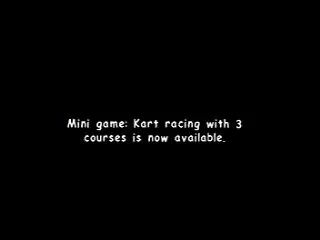 Mini game: Kart racing with 3
courses is now available.